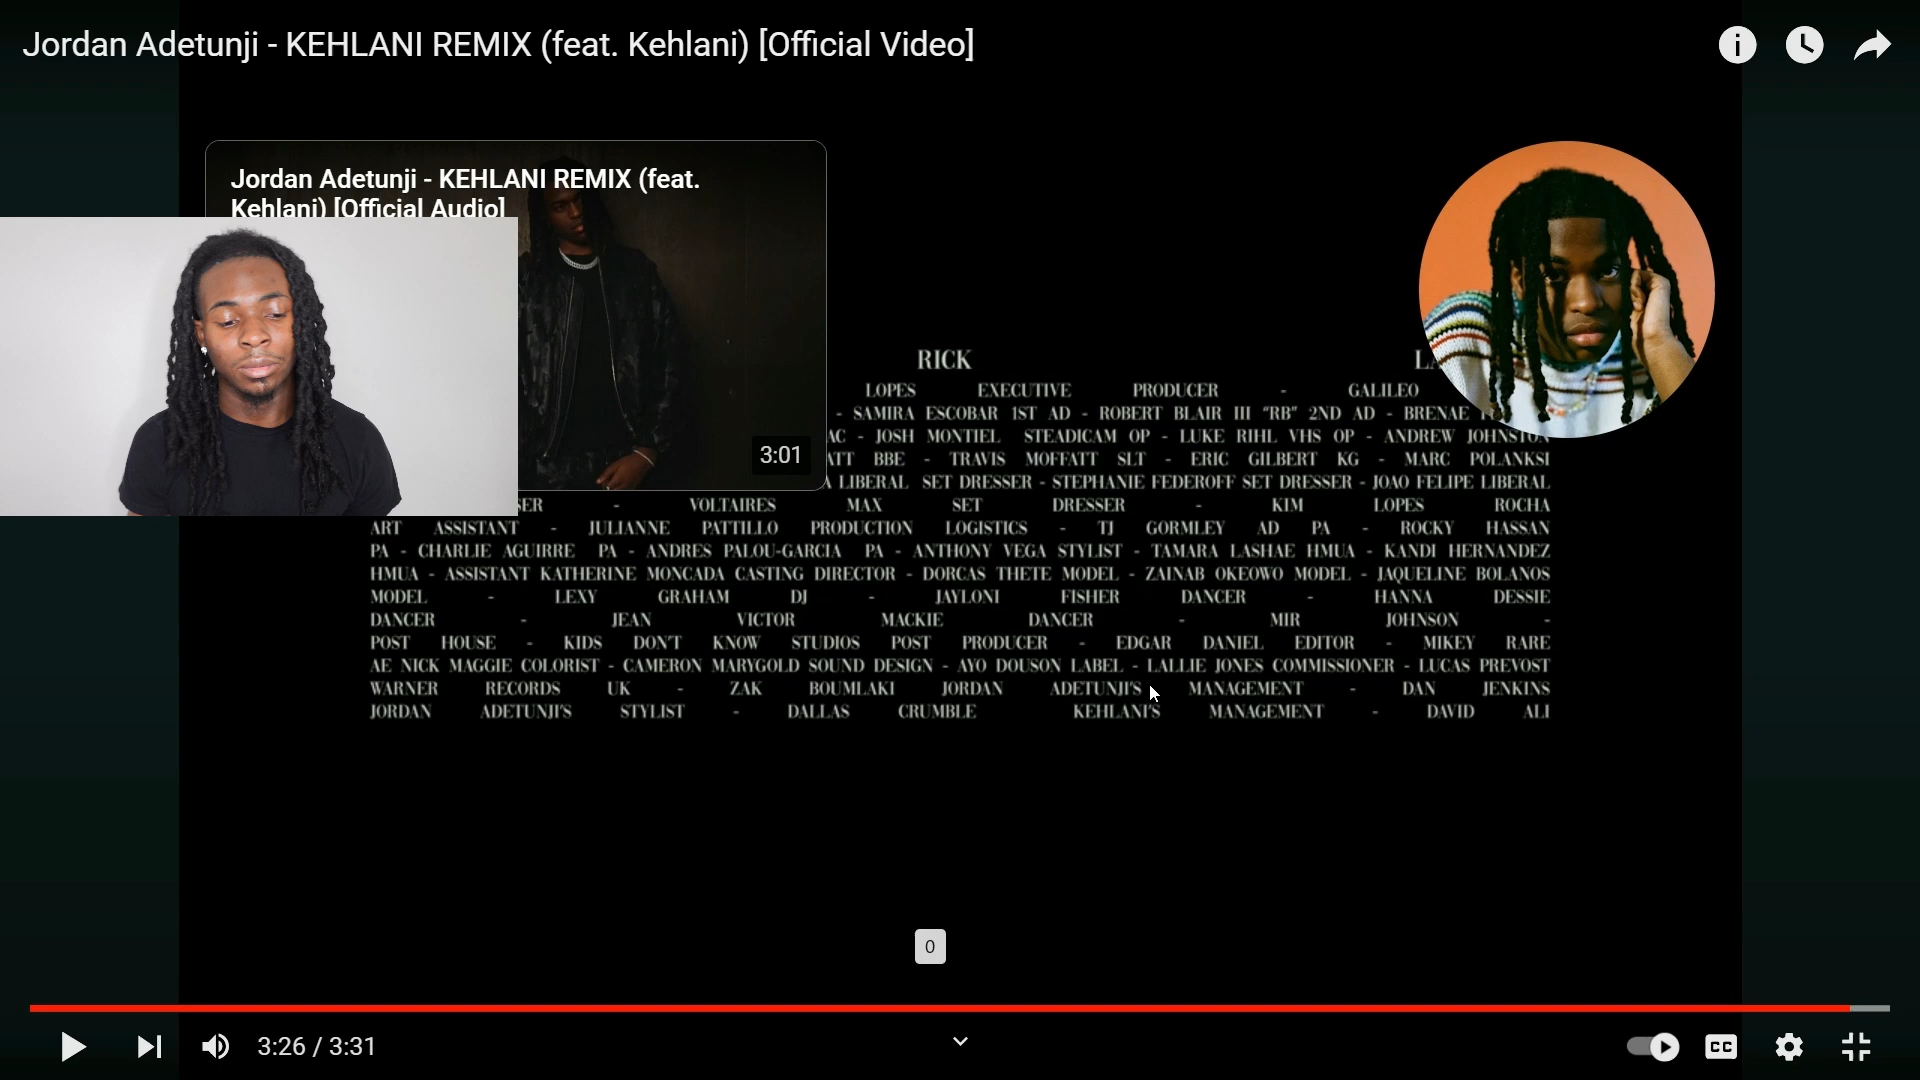 Jordan Adetunji - KEHLANI REMIX (feat. Kehlani) [Official Video]
Jordan Adetunji - KEHLANI REMIX (feat.
Kehlani) [Official Audio]
3:01
RICK
LOPES EXECUTIVE PRODUCER - GALILEO
- SAMIRA ESCOBAR 1ST AD - ROBERT BLAIR III "RB" 2ND AD - BRENAE
AC - JOSH MONTIEL STEADICAM OP - LUKE RIHL VHS OP - ANDREW JOHNSTON
BBE - TRAVIS MOFFATT SLT - ERIC GILBERT KG - MARC POLANKSI
LIBERAL SET DRESSER - STEPHANIE FEDEROFF SET DRESSER - JOAO FELIPE LIBERAL
- VOLTAIRES MAX SET DRESSER - KIM LOPES ROCHA
ART ASSISTANT - JULIANNE PATTILLO PRODUCTION LOGISTICS - TJ GORMLEY AD PA - ROCKY HASSAN
PA - CHARLIE AGUIRRE PA - ANDRES PALOU-GARCIA PA - ANTHONY VEGA STYLIST - TAMARA LASHAE HMUA - KANDI HERNANDEZ
HMUA - ASSISTANT KATHERINE MONCADA CASTING DIRECTOR - DORCAS THETE MODEL - ZAINAB OKEOWO MODEL - JAQUELINE BOLANOS
MODEL - LEXY GRAHAM DJ - JAYLONI FISHER DANCER - HANNA DESSIE
DANCER - JEAN VICTOR MACKIE DANCER - MIR JOHNSON -
POST HOUSE - KIDS DON'T KNOW STUDIOS POST PRODUCER - EDGAR DANIEL EDITOR - MIKEY RARE
AE NICK MAGGIE COLORIST - CAMERON MARYGOLD SOUND DESIGN - AYO DOUSON LABEL - LALLIE JONES COMMISSIONER - LUCAS PREVOST
WARNER RECORDS UK - ZAK BOUMLAKI JORDAN ADETUNJI'S MANAGEMENT - DAN JENKINS
JORDAN ADETUNJI'S STYLIST - DALLAS CRUMBLE KEHLANI'S MANAGEMENT - DAVID ALI
0
3:26 / 3:31
CC